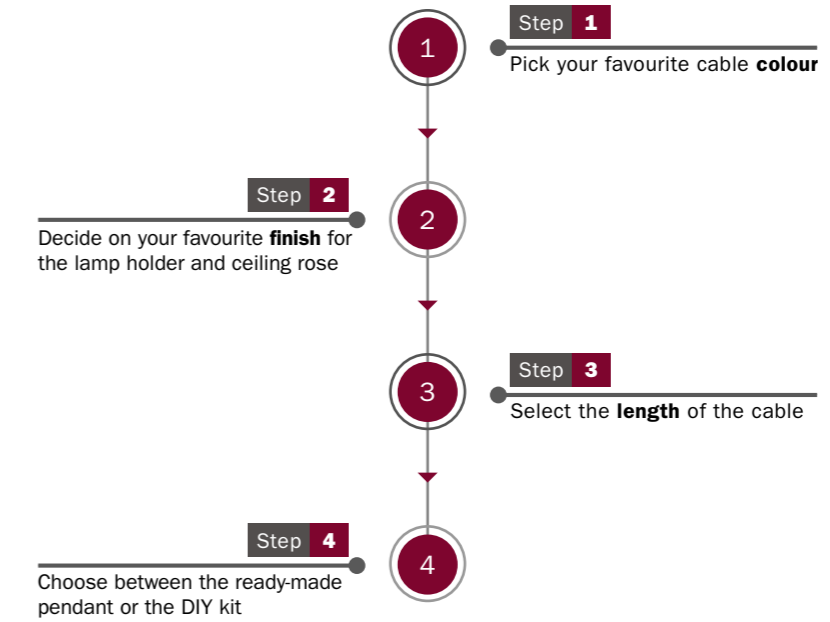 1
Step 1
Pick your favourite cable colour
Step 2
Decide on your favourite finish for
the lamp holder and ceiling rose
2
3
Step 3
Select the length of the cable
Step 4
Choose between the ready-made
pendant or the DIY kit
4